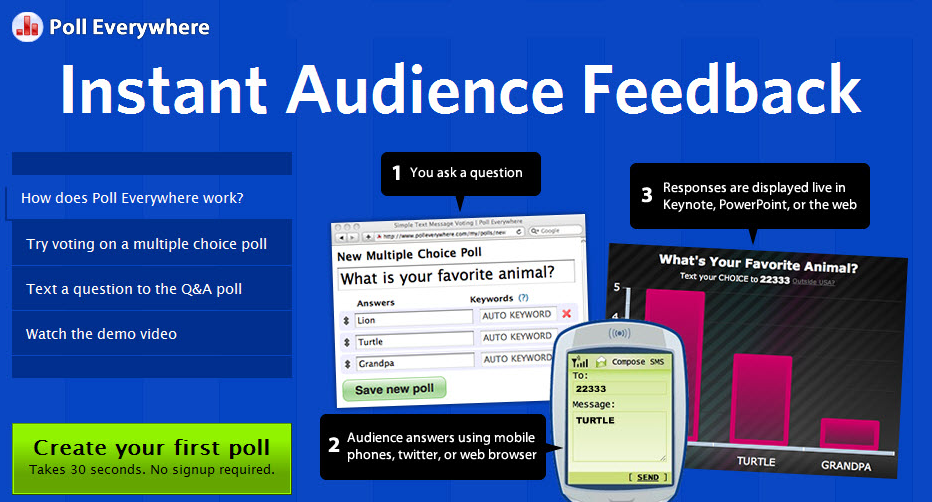 Poll Everywhere
Instant Audience Feedback
How does Poll Everywhere work?
Try voting on a multiple choice poll
Text a question to the Q&A poll
Watch the demo video
Create your first poll
Takes 30 seconds. No signup required.
1 You ask a question
Simple Text Message Voting | Poll Everywhere
http://www.polleverywhere.com/my/polls/new
Google
New Multiple Choice Poll
What is your favorite animal?
Answers Keywords (?)
Lion AUTO KEYWORD
Turtle AUTO KEYWORD
Grandpa AUTO KEYWORD
Save new poll
2 Audience answers using mobile
phones, twitter, or web browser
Compose SMS
To:
22333
Message:
TURTLE
[ SEND ]
3 Responses are displayed live in
Keynote, PowerPoint, or the web
What's Your Favorite Animal?
Text your CHOICE to 22333 Outside USA?
5
4
TURTLE
GRANDPA